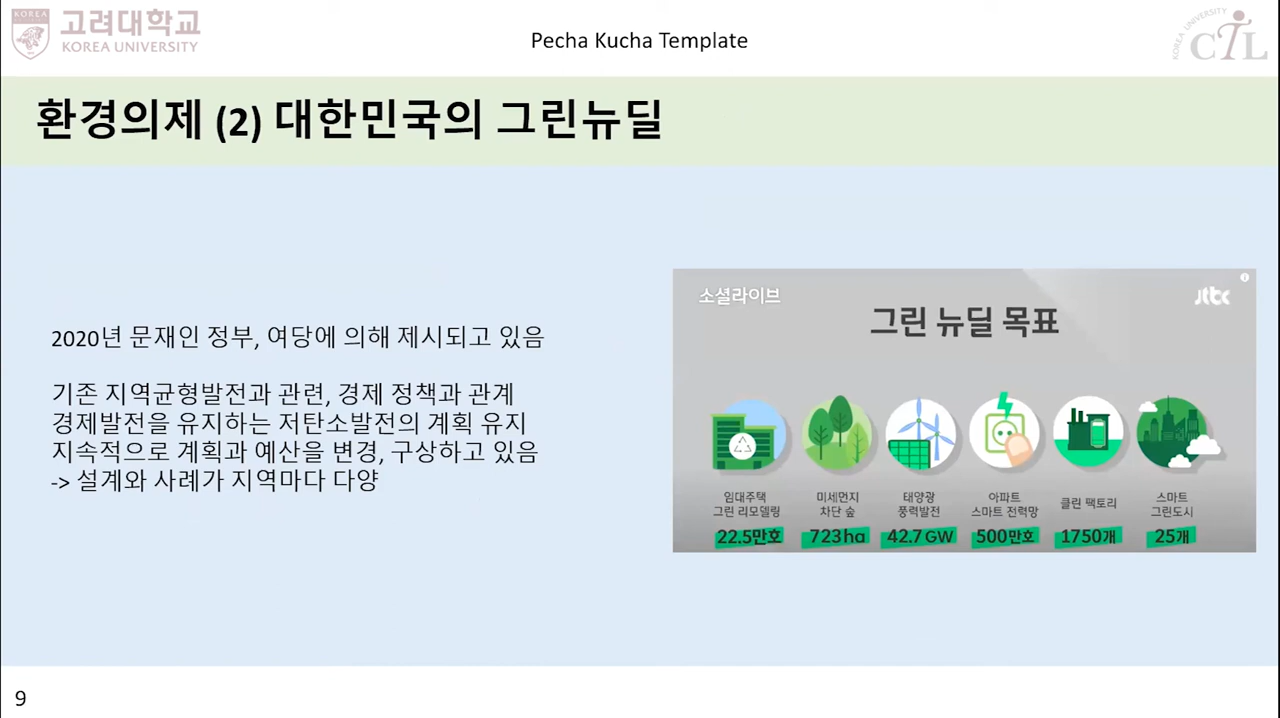 KOREA
고려대학교
KOREA UNIVERSITY
Pecha Kucha Template
KOREA UNIVERSITY
CTL
환경의제 (2) 대한민국의 그린뉴딜
2020년 문재인 정부, 여당에 의해 제시되고 있음
기존 지역균형발전과 관련, 경제 정책과 관계
경제발전을 유지하는 저탄소발전의 계획 유지
지속적으로 계획과 예산을 변경, 구상하고 있음
-> 설계와 사례가 지역마다 다양
소셜라이브
jtbc
그린 뉴딜 목표
임대주택
그린 리모델링
22.5만호
미세먼지
차단 숲
723ha
태양광
풍력발전
42.7GW
아파트
스마트 전력망
500만호
클린 팩토리
1750개
스마트
그린도시
25개
9